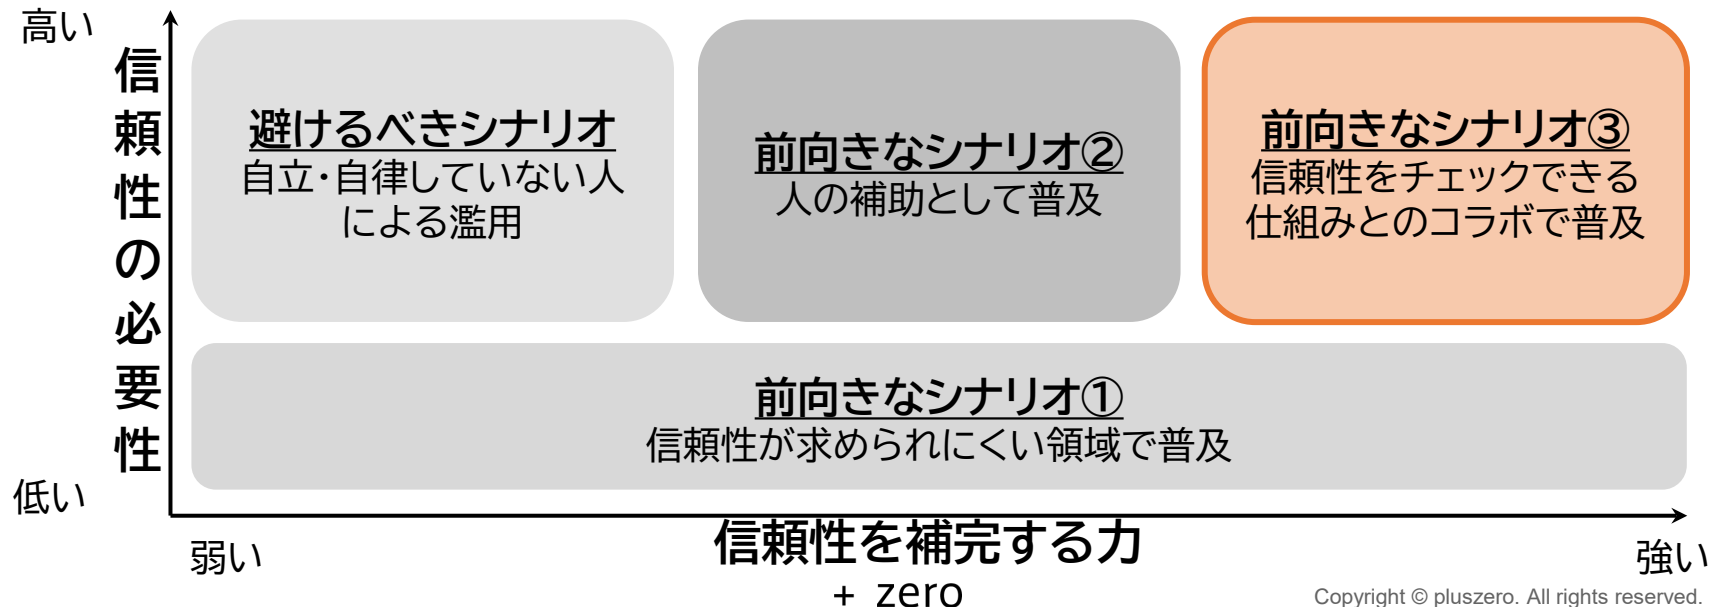 高い
信頼性の必要性
低い
避けるべきシナリオ
自立・自律していない人
による濫用
前向きなシナリオ②
人の補助として普及
前向きなシナリオ③
信頼性をチェックできる
仕組みとのコラボで普及
前向きなシナリオ①
信頼性が求められにくい領域で普及
弱い
信頼性を補完する力
強い
+ zero
Copyright © pluszero. All rights reserved.